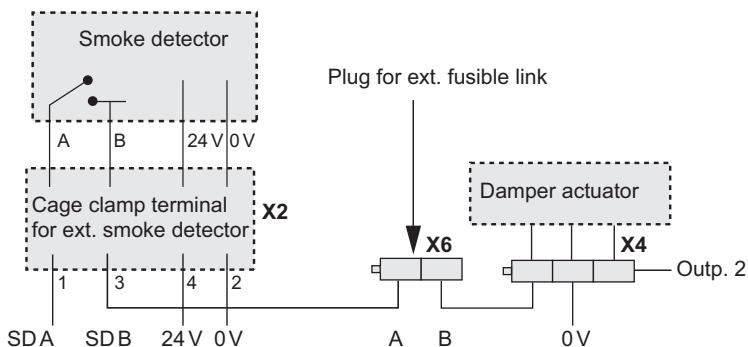 Smoke detector
Plug for ext. fusible link
A B 24 V 0 V
Damper actuator
Cage clamp terminal
for ext. smoke detector
X2
X6
X4
Outp. 2
1 3 4 2
SD A SD B 24 V 0 V A B 0 V